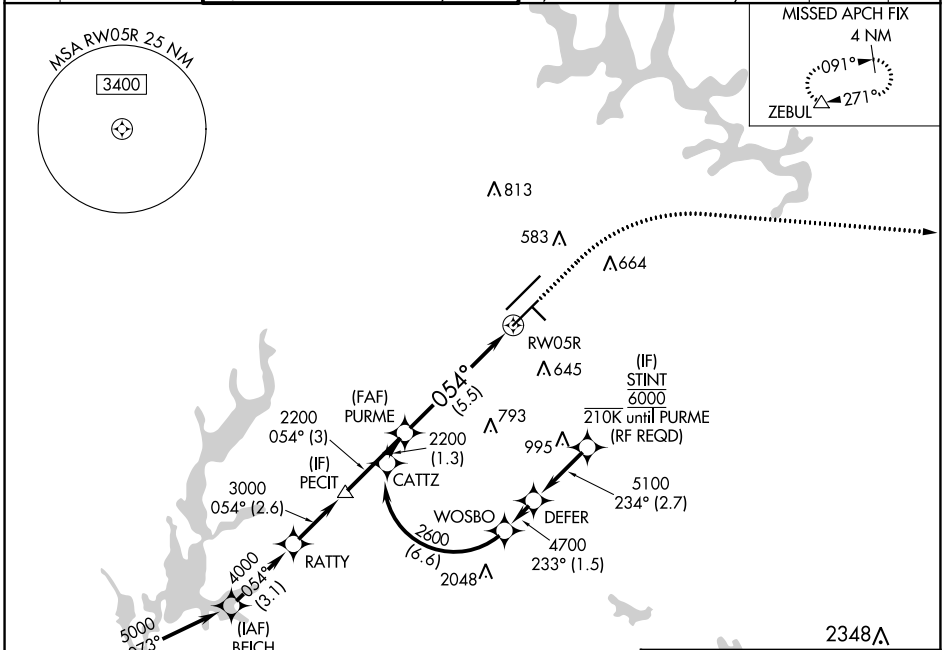 MSA RW05R 25 NM
3400
MISSED APCH FIX
4 NM
091°
271°
ZEBUL
813
583
664
RW05R
645
(IF)
STINT
6000
210K until PURME
(RF REQD)
054°
(5.5)
(FAF)
PURME
793
995
2200
054° (3)
2200
(1.3)
(IF)
PECIT
CATTZ
5100
234° (2.7)
3000
054° (2.6)
WOSBO
DEFER
2600
(6.6)
4700
233° (1.5)
RATTY
2048
4000
054°
(3.1)
(IAF)
5000
2348